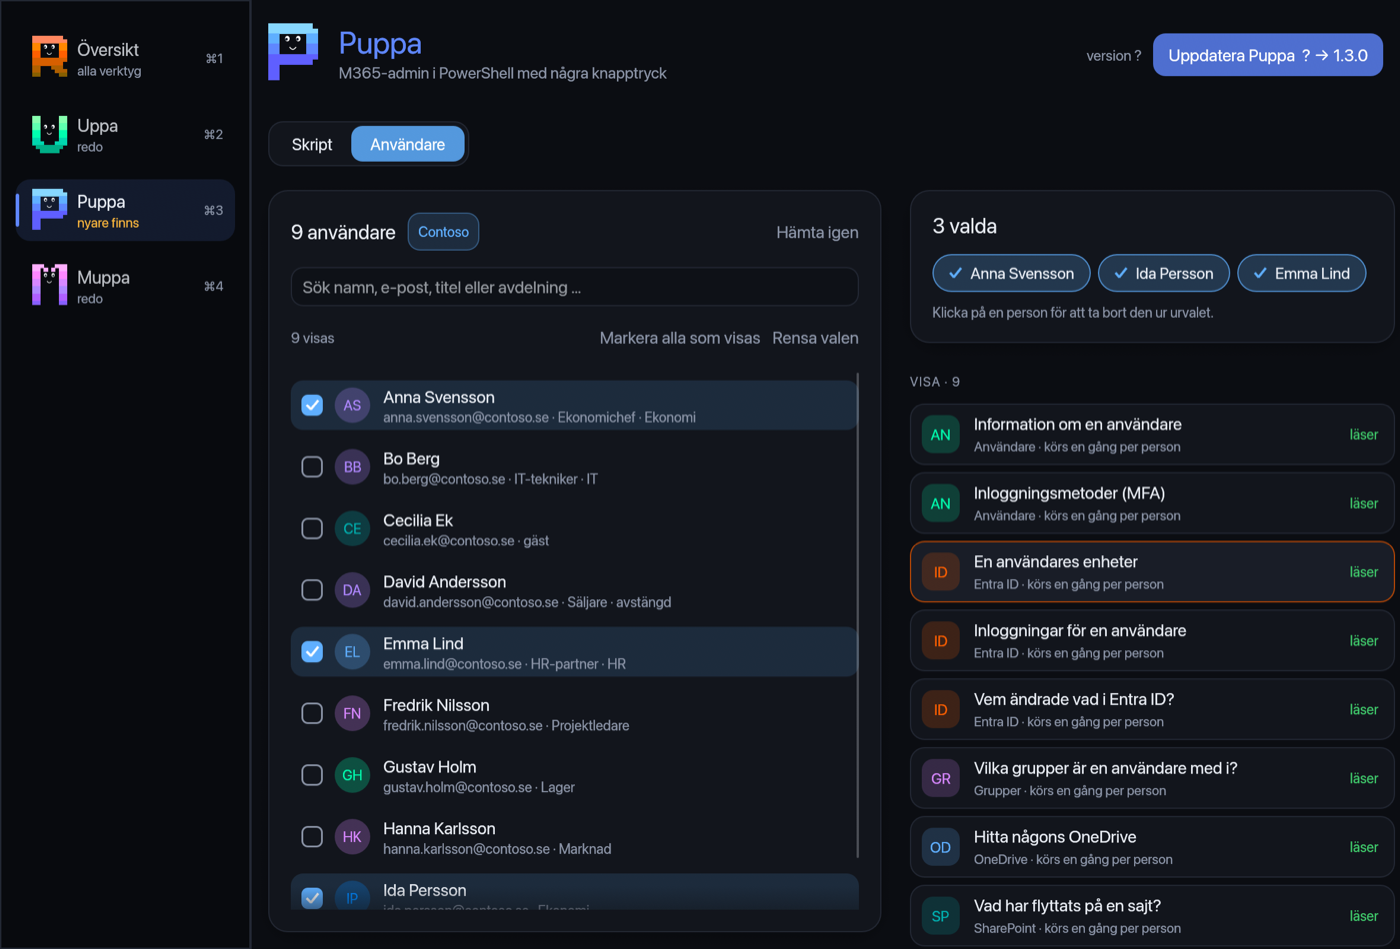 Översikt
alla verktyg
⌘1
Uppa
redo
⌘2
Puppa
nyare finns
⌘3
Muppa
redo
⌘4
Puppa
M365-admin i PowerShell med några knapptryck
version ?
Uppdatera Puppa ? → 1.3.0
Skript
Användare
9 användare
Contoso
Hämta igen
Sök namn, e-post, titel eller avdelning ...
9 visas
Markera alla som visas
Rensa valen
AS
Anna Svensson
anna.svensson@contoso.se · Ekonomichef · Ekonomi
BB
Bo Berg
bo.berg@contoso.se · IT-tekniker · IT
CE
Cecilia Ek
cecilia.ek@contoso.se · gäst
DA
David Andersson
david.andersson@contoso.se · Säljare · avstängd
EL
Emma Lind
emma.lind@contoso.se · HR-partner · HR
FN
Fredrik Nilsson
fredrik.nilsson@contoso.se · Projektledare
GH
Gustav Holm
gustav.holm@contoso.se · Lager
HK
Hanna Karlsson
hanna.karlsson@contoso.se · Marknad
IP
Ida Persson
ida.persson@contoso.se · Ekonomi
3 valda
Anna Svensson
Ida Persson
Emma Lind
Klicka på en person för att ta bort den ur urvalet.
VISA · 9
AN
Information om en användare
Användare · körs en gång per person
läser
AN
Inloggningsmetoder (MFA)
Användare · körs en gång per person
läser
ID
En användares enheter
Entra ID · körs en gång per person
läser
ID
Inloggningar för en användare
Entra ID · körs en gång per person
läser
ID
Vem ändrade vad i Entra ID?
Entra ID · körs en gång per person
läser
GR
Vilka grupper är en användare med i?
Grupper · körs en gång per person
läser
OD
Hitta någons OneDrive
OneDrive · körs en gång per person
läser
SP
Vad har flyttats på en sajt?
SharePoint · körs en gång per person
läser